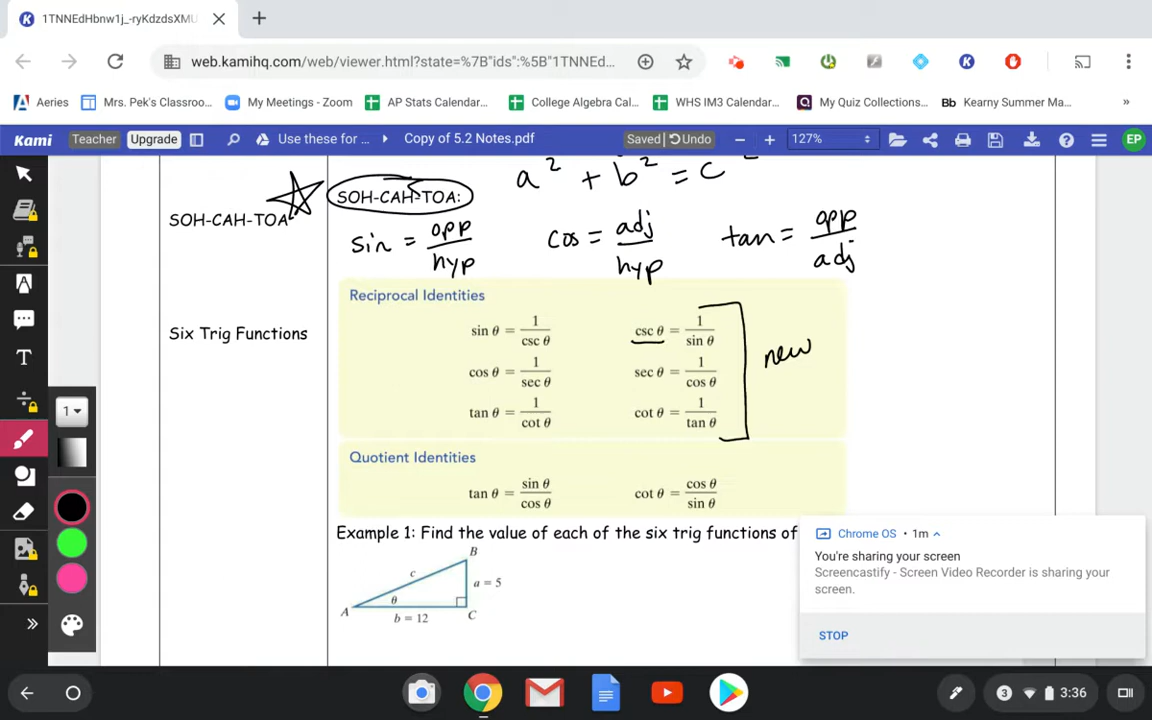 1TNNEdHbnw1j_-ryKdzdsXMU
web.kamihq.com/web/viewer.html?state=%7B"ids":%5B"1TNNEd...
Aeries Mrs. Pek's Classroo... My Meetings - Zoom AP Stats Calendar... College Algebra Cal... WHS IM3 Calendar... My Quiz Collections... Bb Kearny Summer Ma... »
Kami Teacher Upgrade Use these for ... Copy of 5.2 Notes.pdf Saved Undo 127% EP
a² + b² = c²
SOH-CAH-TOA:
SOH-CAH-TOA
sin = opp/hyp cos = adj/hyp tan = opp/adj
Reciprocal Identities
Six Trig Functions
sin θ = 1/csc θ csc θ = 1/sin θ
new
cos θ = 1/sec θ sec θ = 1/cos θ
tan θ = 1/cot θ cot θ = 1/tan θ
Quotient Identities
tan θ = sin θ/cos θ cot θ = cos θ/sin θ
Example 1: Find the value of each of the six trig functions of
B
c
a = 5
θ
A
b = 12
C
T
1
Chrome OS • 1m
You're sharing your screen
Screencastify - Screen Video Recorder is sharing your
screen.
STOP
3 3:36